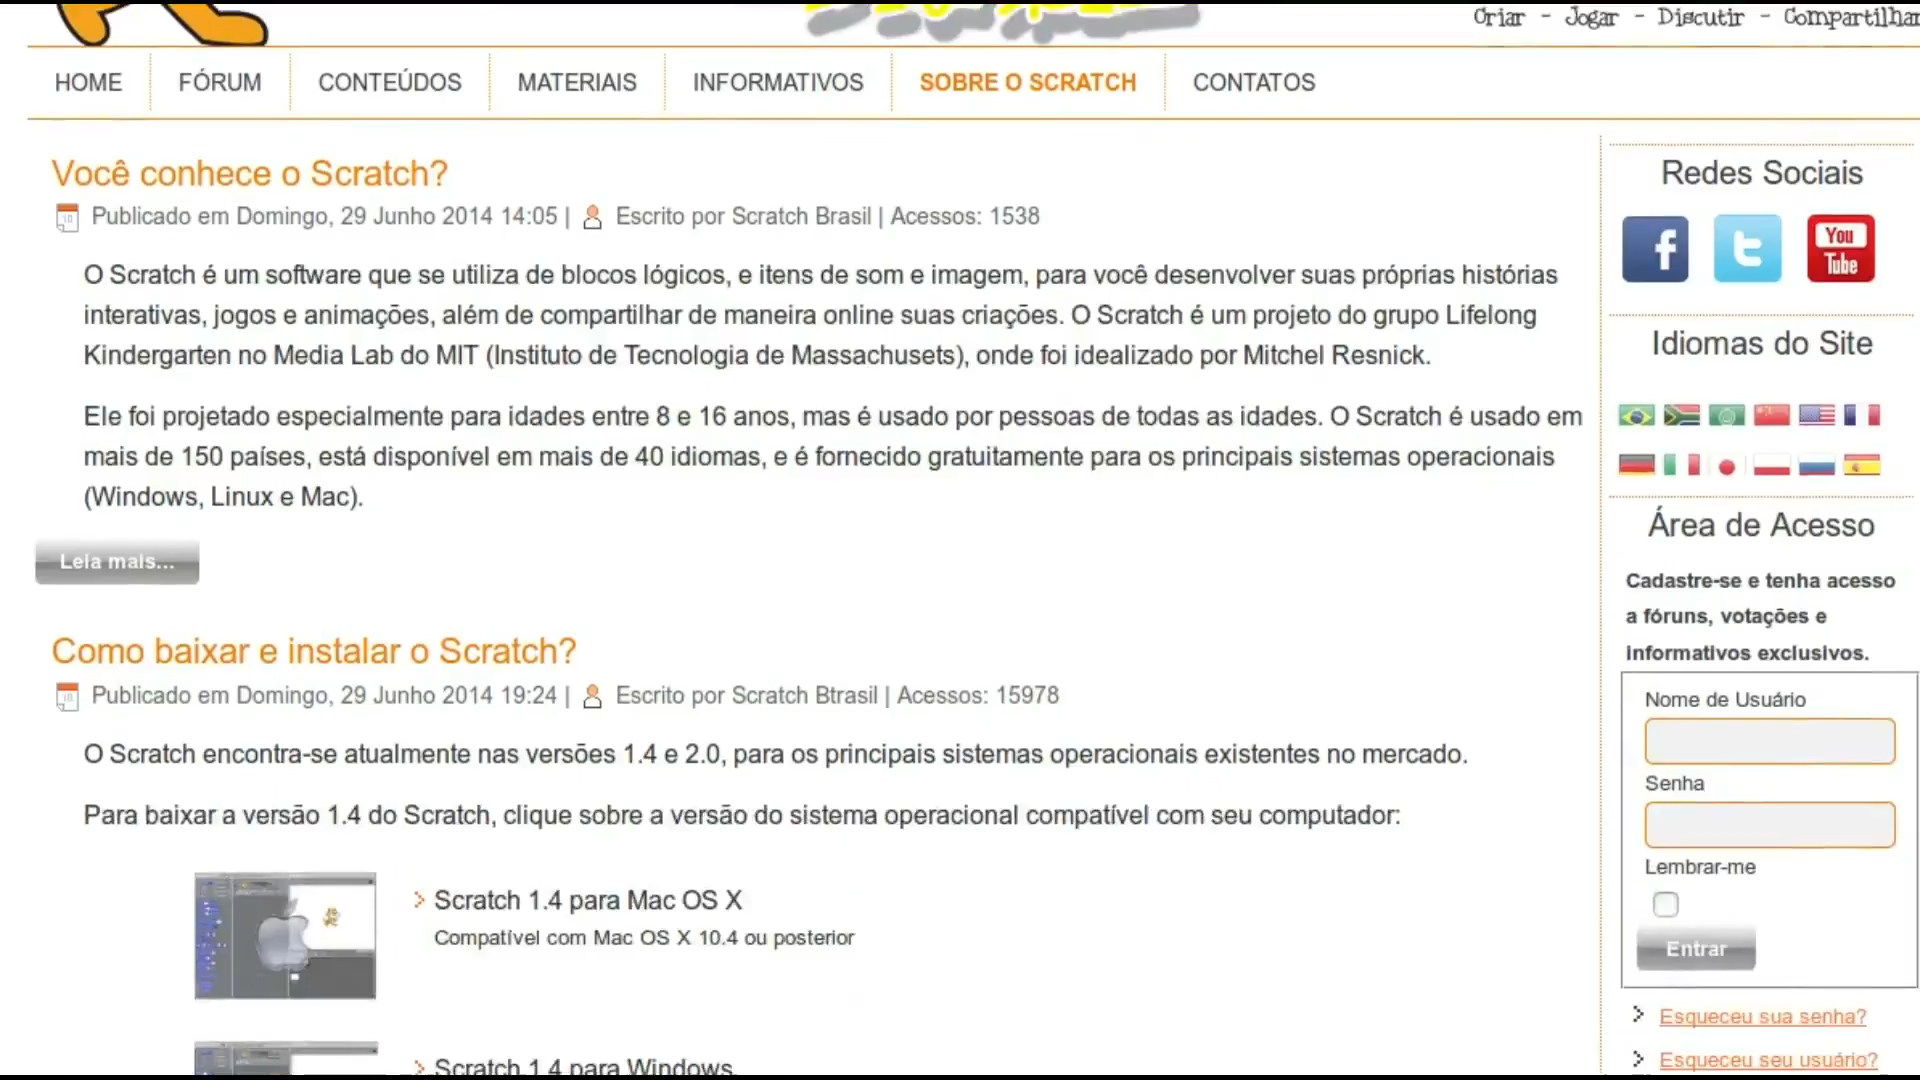 Criar - Jogar - Discutir - Compartilhar
HOME FÓRUM CONTEÚDOS MATERIAIS INFORMATIVOS SOBRE O SCRATCH CONTATOS
Você conhece o Scratch?
Publicado em Domingo, 29 Junho 2014 14:05 | Escrito por Scratch Brasil | Acessos: 1538
O Scratch é um software que se utiliza de blocos lógicos, e itens de som e imagem, para você desenvolver suas próprias histórias
interativas, jogos e animações, além de compartilhar de maneira online suas criações. O Scratch é um projeto do grupo Lifelong
Kindergarten no Media Lab do MIT (Instituto de Tecnologia de Massachusets), onde foi idealizado por Mitchel Resnick.
Ele foi projetado especialmente para idades entre 8 e 16 anos, mas é usado por pessoas de todas as idades. O Scratch é usado em
mais de 150 países, está disponível em mais de 40 idiomas, e é fornecido gratuitamente para os principais sistemas operacionais
(Windows, Linux e Mac).
Leia mais...
Como baixar e instalar o Scratch?
Publicado em Domingo, 29 Junho 2014 19:24 | Escrito por Scratch Btrasil | Acessos: 15978
O Scratch encontra-se atualmente nas versões 1.4 e 2.0, para os principais sistemas operacionais existentes no mercado.
Para baixar a versão 1.4 do Scratch, clique sobre a versão do sistema operacional compatível com seu computador:
Scratch 1.4 para Mac OS X
Compatível com Mac OS X 10.4 ou posterior
Scratch 1.4 para Windows
Redes Sociais
f t You
Tube
Idiomas do Site
Área de Acesso
Cadastre-se e tenha acesso
a fóruns, votações e
informativos exclusivos.
Nome de Usuário
Senha
Lembrar-me
Entrar
Esqueceu sua senha?
Esqueceu seu usuário?